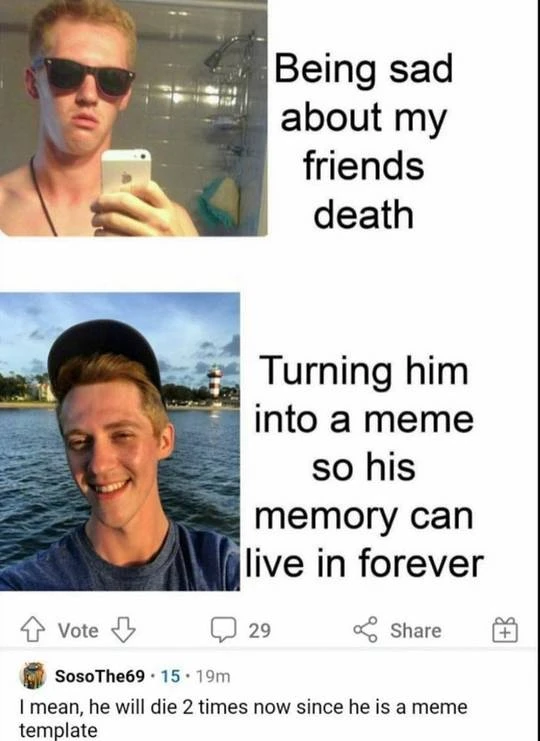 Being sad
about my
friends
death
Turning him
into a meme
so his
memory can
live in forever
Vote
29
Share
SosoThe69 · 15 · 19m
I mean, he will die 2 times now since he is a meme
template